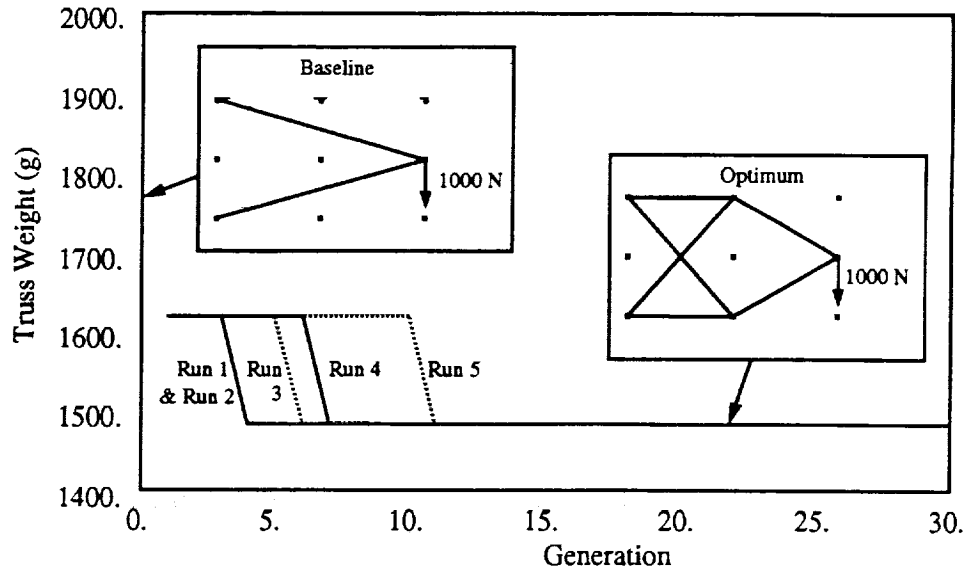 2000.
1900.
1800.
1700.
1600.
1500.
1400.
Truss Weight (g)
Baseline
1000 N
Optimum
1000 N
Run 1
& Run 2
Run
3
Run 4
Run 5
0.
5.
10.
15.
20.
25.
30.
Generation